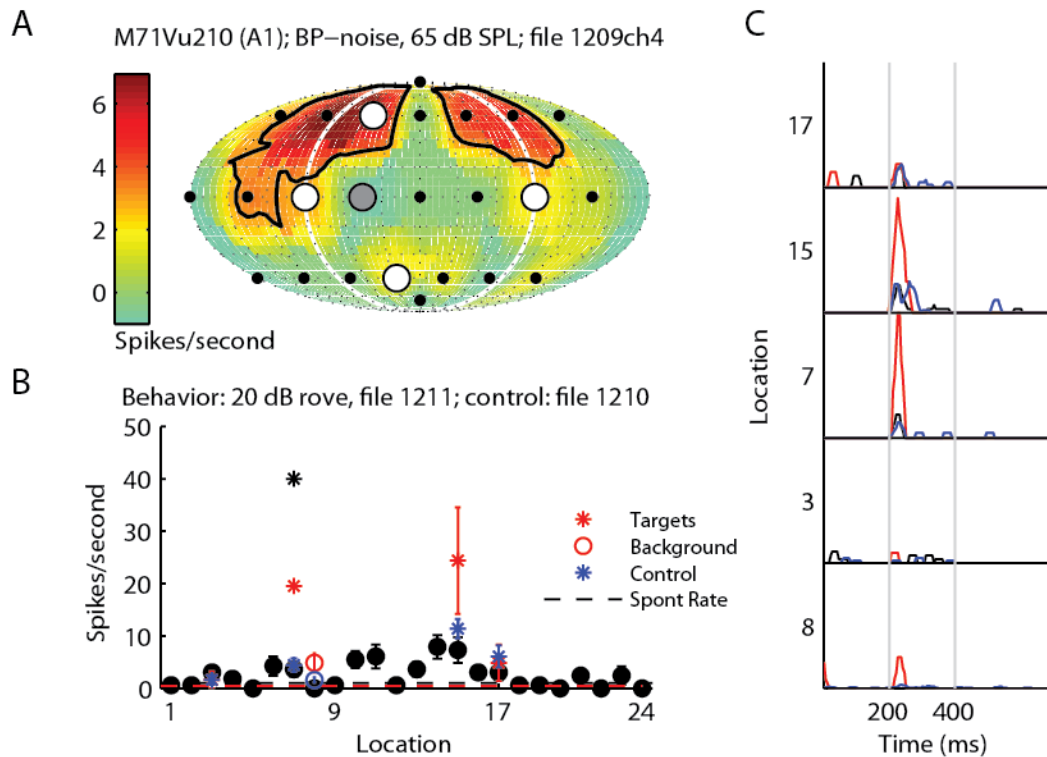 A
M71Vu210 (A1); BP−noise, 65 dB SPL; file 1209ch4
6
4
2
0
Spikes/second
B
Behavior: 20 dB rove, file 1211; control: file 1210
50
40
30
20
10
0
Spikes/second
1
9
17
24
Location
Targets
Background
Control
Spont Rate
C
17
15
7
3
8
Location
200
400
Time (ms)